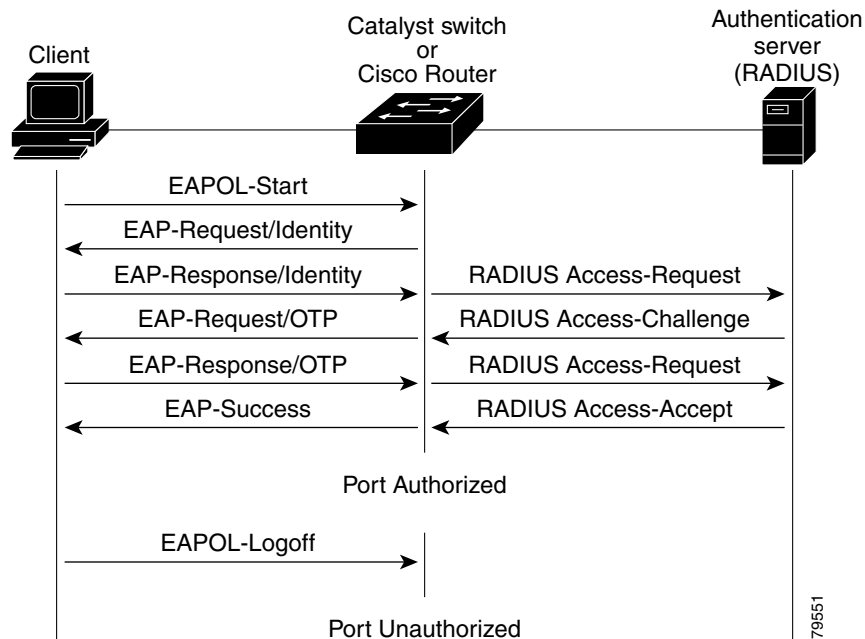 Client
Catalyst switch
or
Cisco Router
Authentication
server
(RADIUS)
EAPOL-Start
EAP-Request/Identity
EAP-Response/Identity
RADIUS Access-Request
EAP-Request/OTP
RADIUS Access-Challenge
EAP-Response/OTP
RADIUS Access-Request
EAP-Success
RADIUS Access-Accept
Port Authorized
EAPOL-Logoff
Port Unauthorized
79551